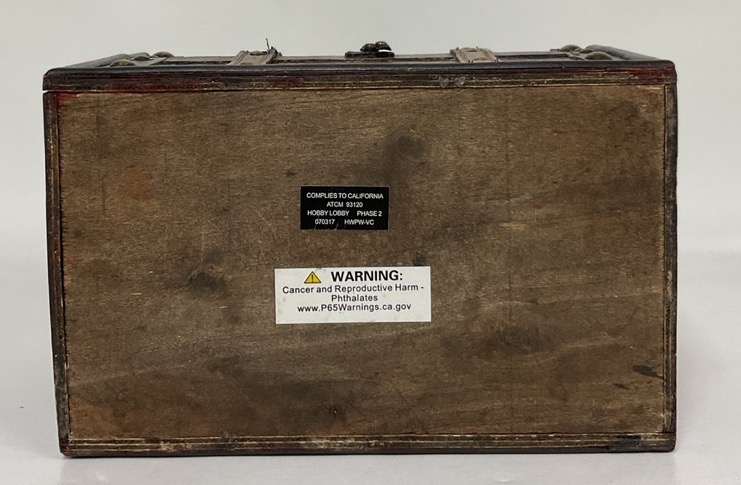 COMPLIES TO CALIFORNIA
ATCM 93120
HOBBY LOBBY PHASE 2
070317 HWPW-VC
WARNING:
Cancer and Reproductive Harm -
Phthalates
www.P65Warnings.ca.gov